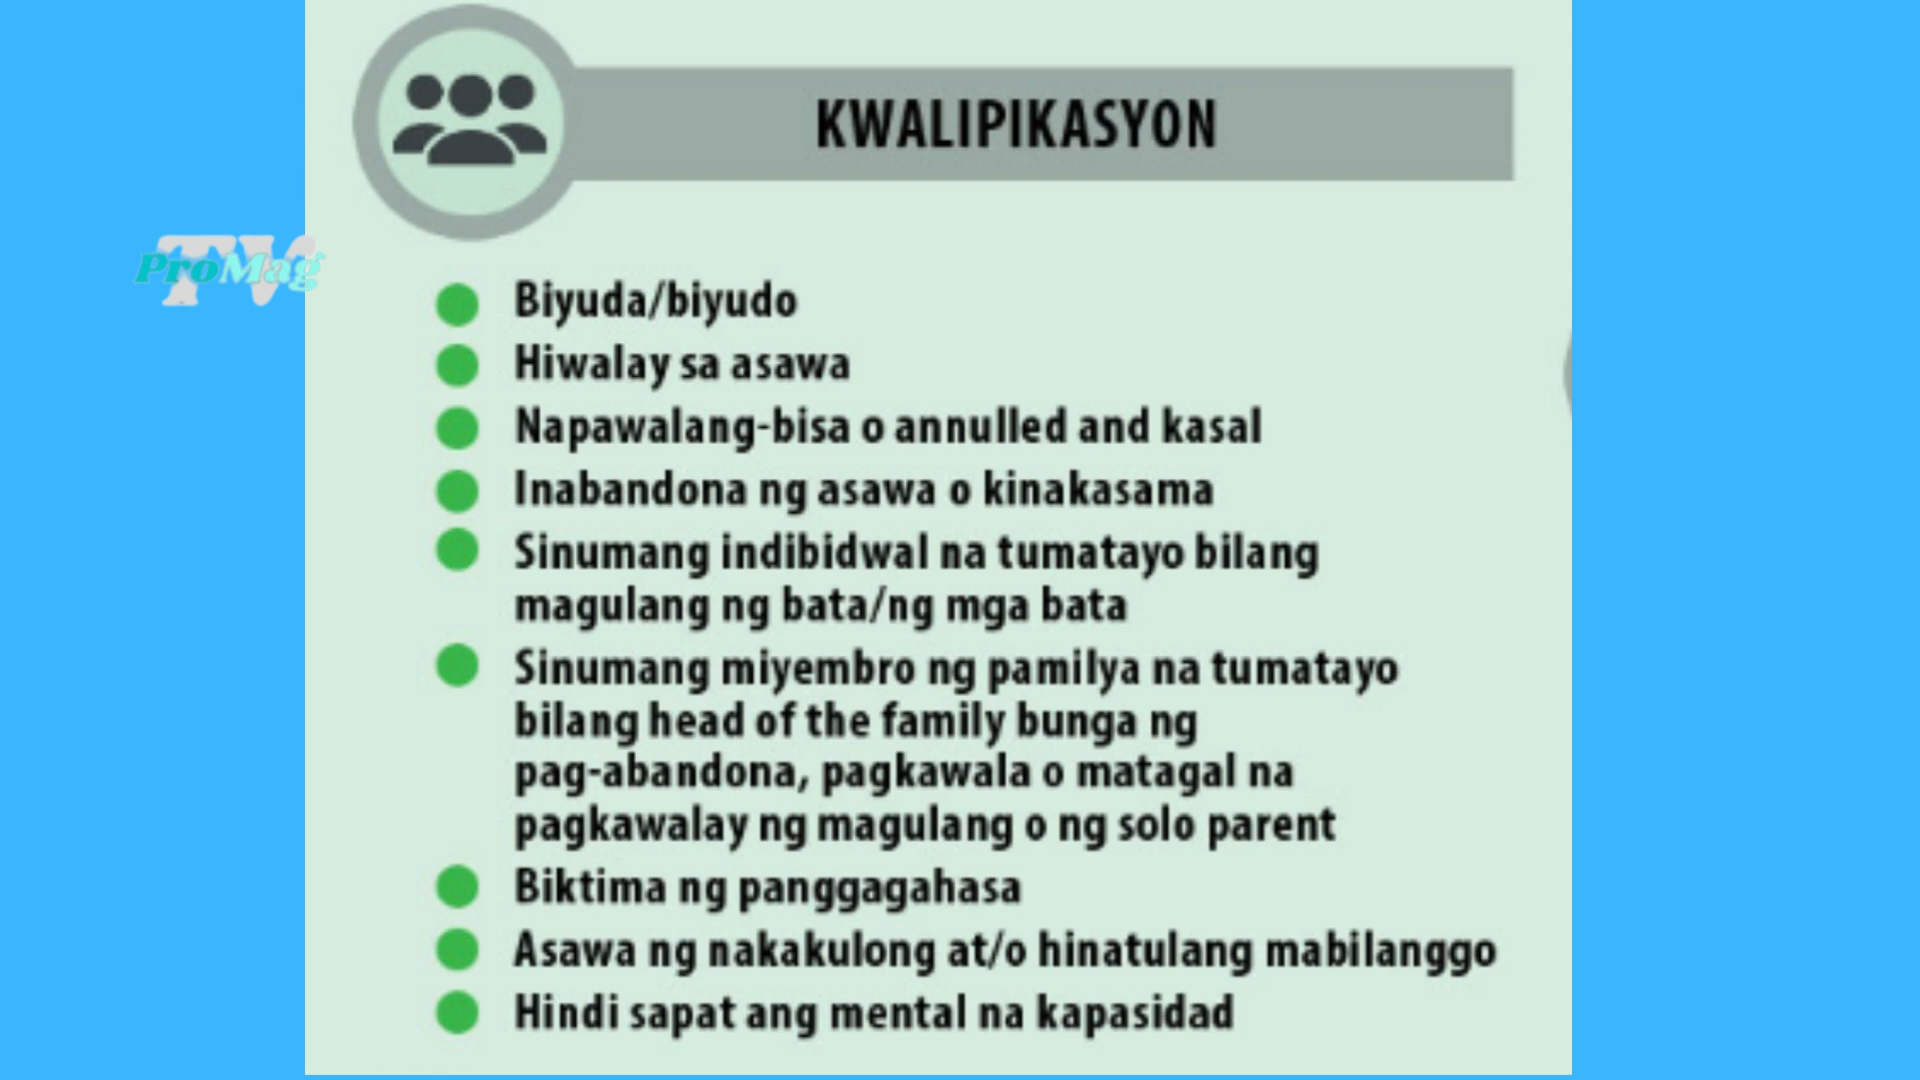 KWALIPIKASYON
TV
ProMag
Biyuda/biyudo
Hiwalay sa asawa
Napawalang-bisa o annulled and kasal
Inabandona ng asawa o kinakasama
Sinumang indibidwal na tumatayo bilang
magulang ng bata/ng mga bata
Sinumang miyembro ng pamilya na tumatayo
bilang head of the family bunga ng
pag-abandona, pagkawala o matagal na
pagkawalay ng magulang o ng solo parent
Biktima ng panggagahasa
Asawa ng nakakulong at/o hinatulang mabilanggo
Hindi sapat ang mental na kapasidad